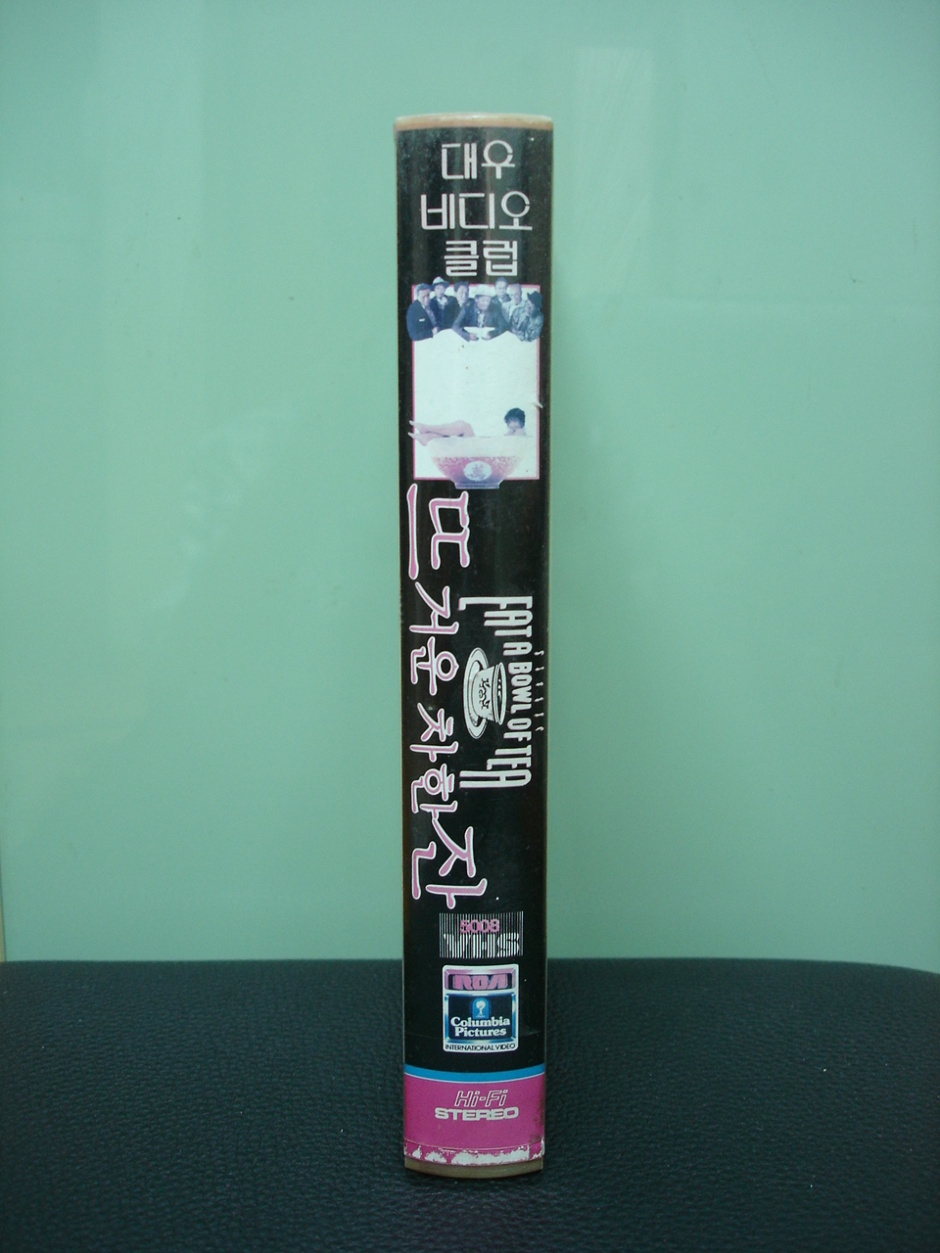 대우
비디오
클럽
뜨거운 차한잔
EAT A BOWL OF TEA
5008
VHS
RCA
Columbia
Pictures
INTERNATIONAL VIDEO
Hi-Fi
STEREO